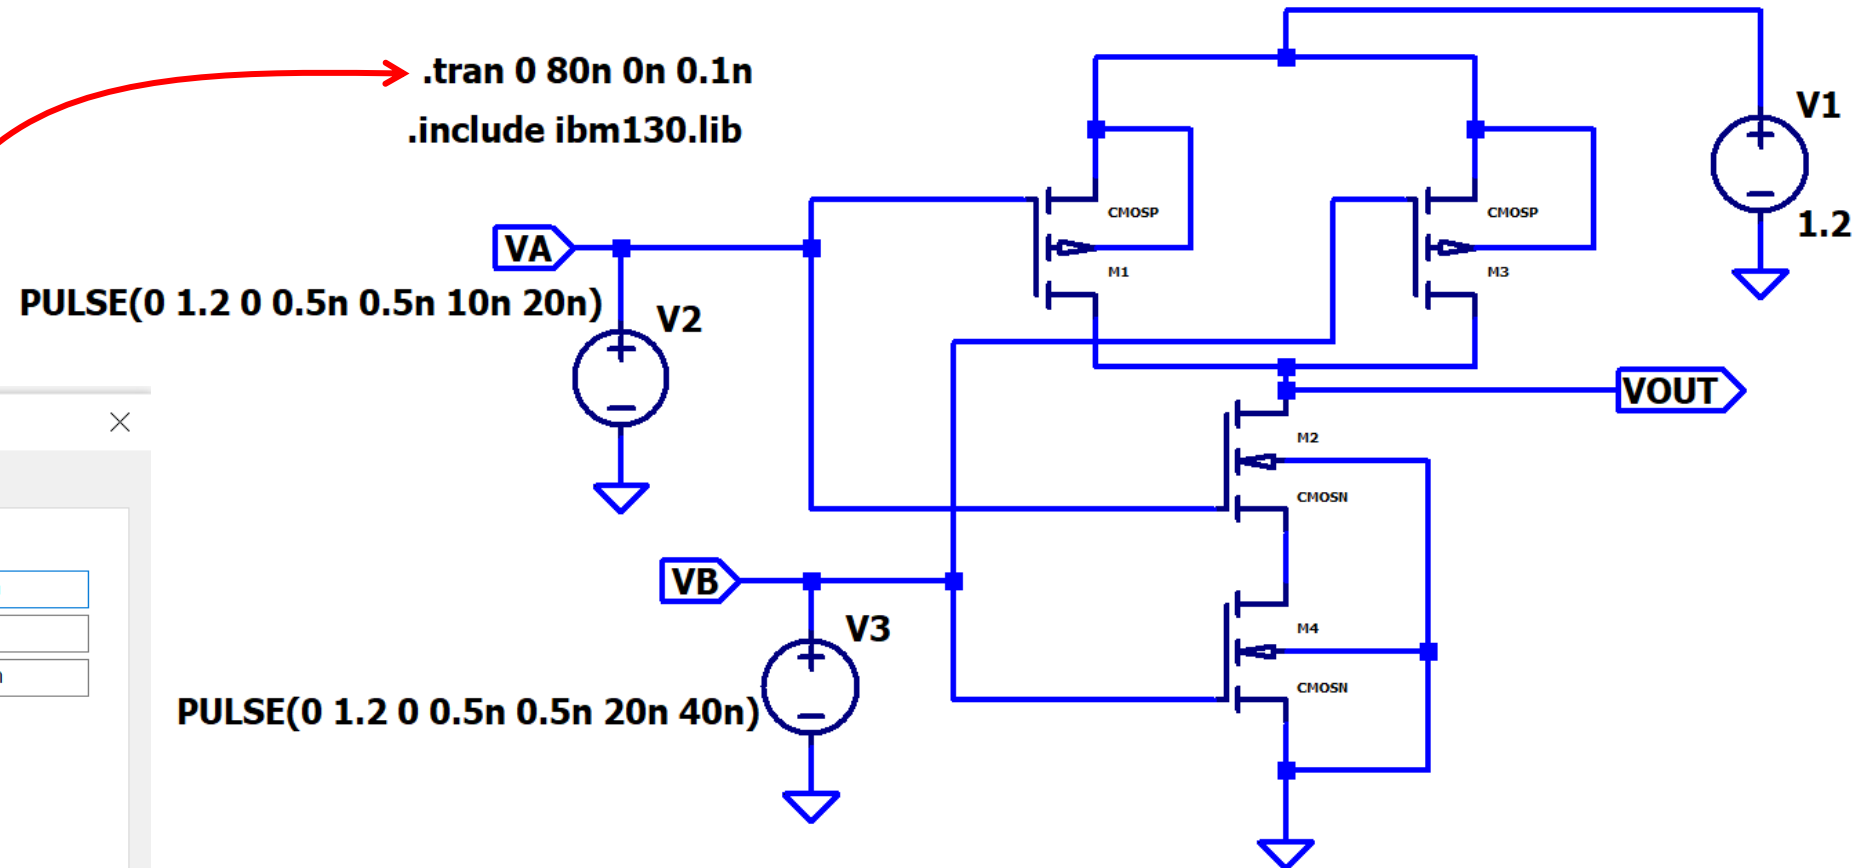 .tran 0 80n 0n 0.1n
.include ibm130.lib
V1
1.2
CMOSP
M1
CMOSP
M3
VA
PULSE(0 1.2 0 0.5n 0.5n 10n 20n)
V2
VOUT
M2
CMOSN
VB
V3
M4
CMOSN
PULSE(0 1.2 0 0.5n 0.5n 20n 40n)